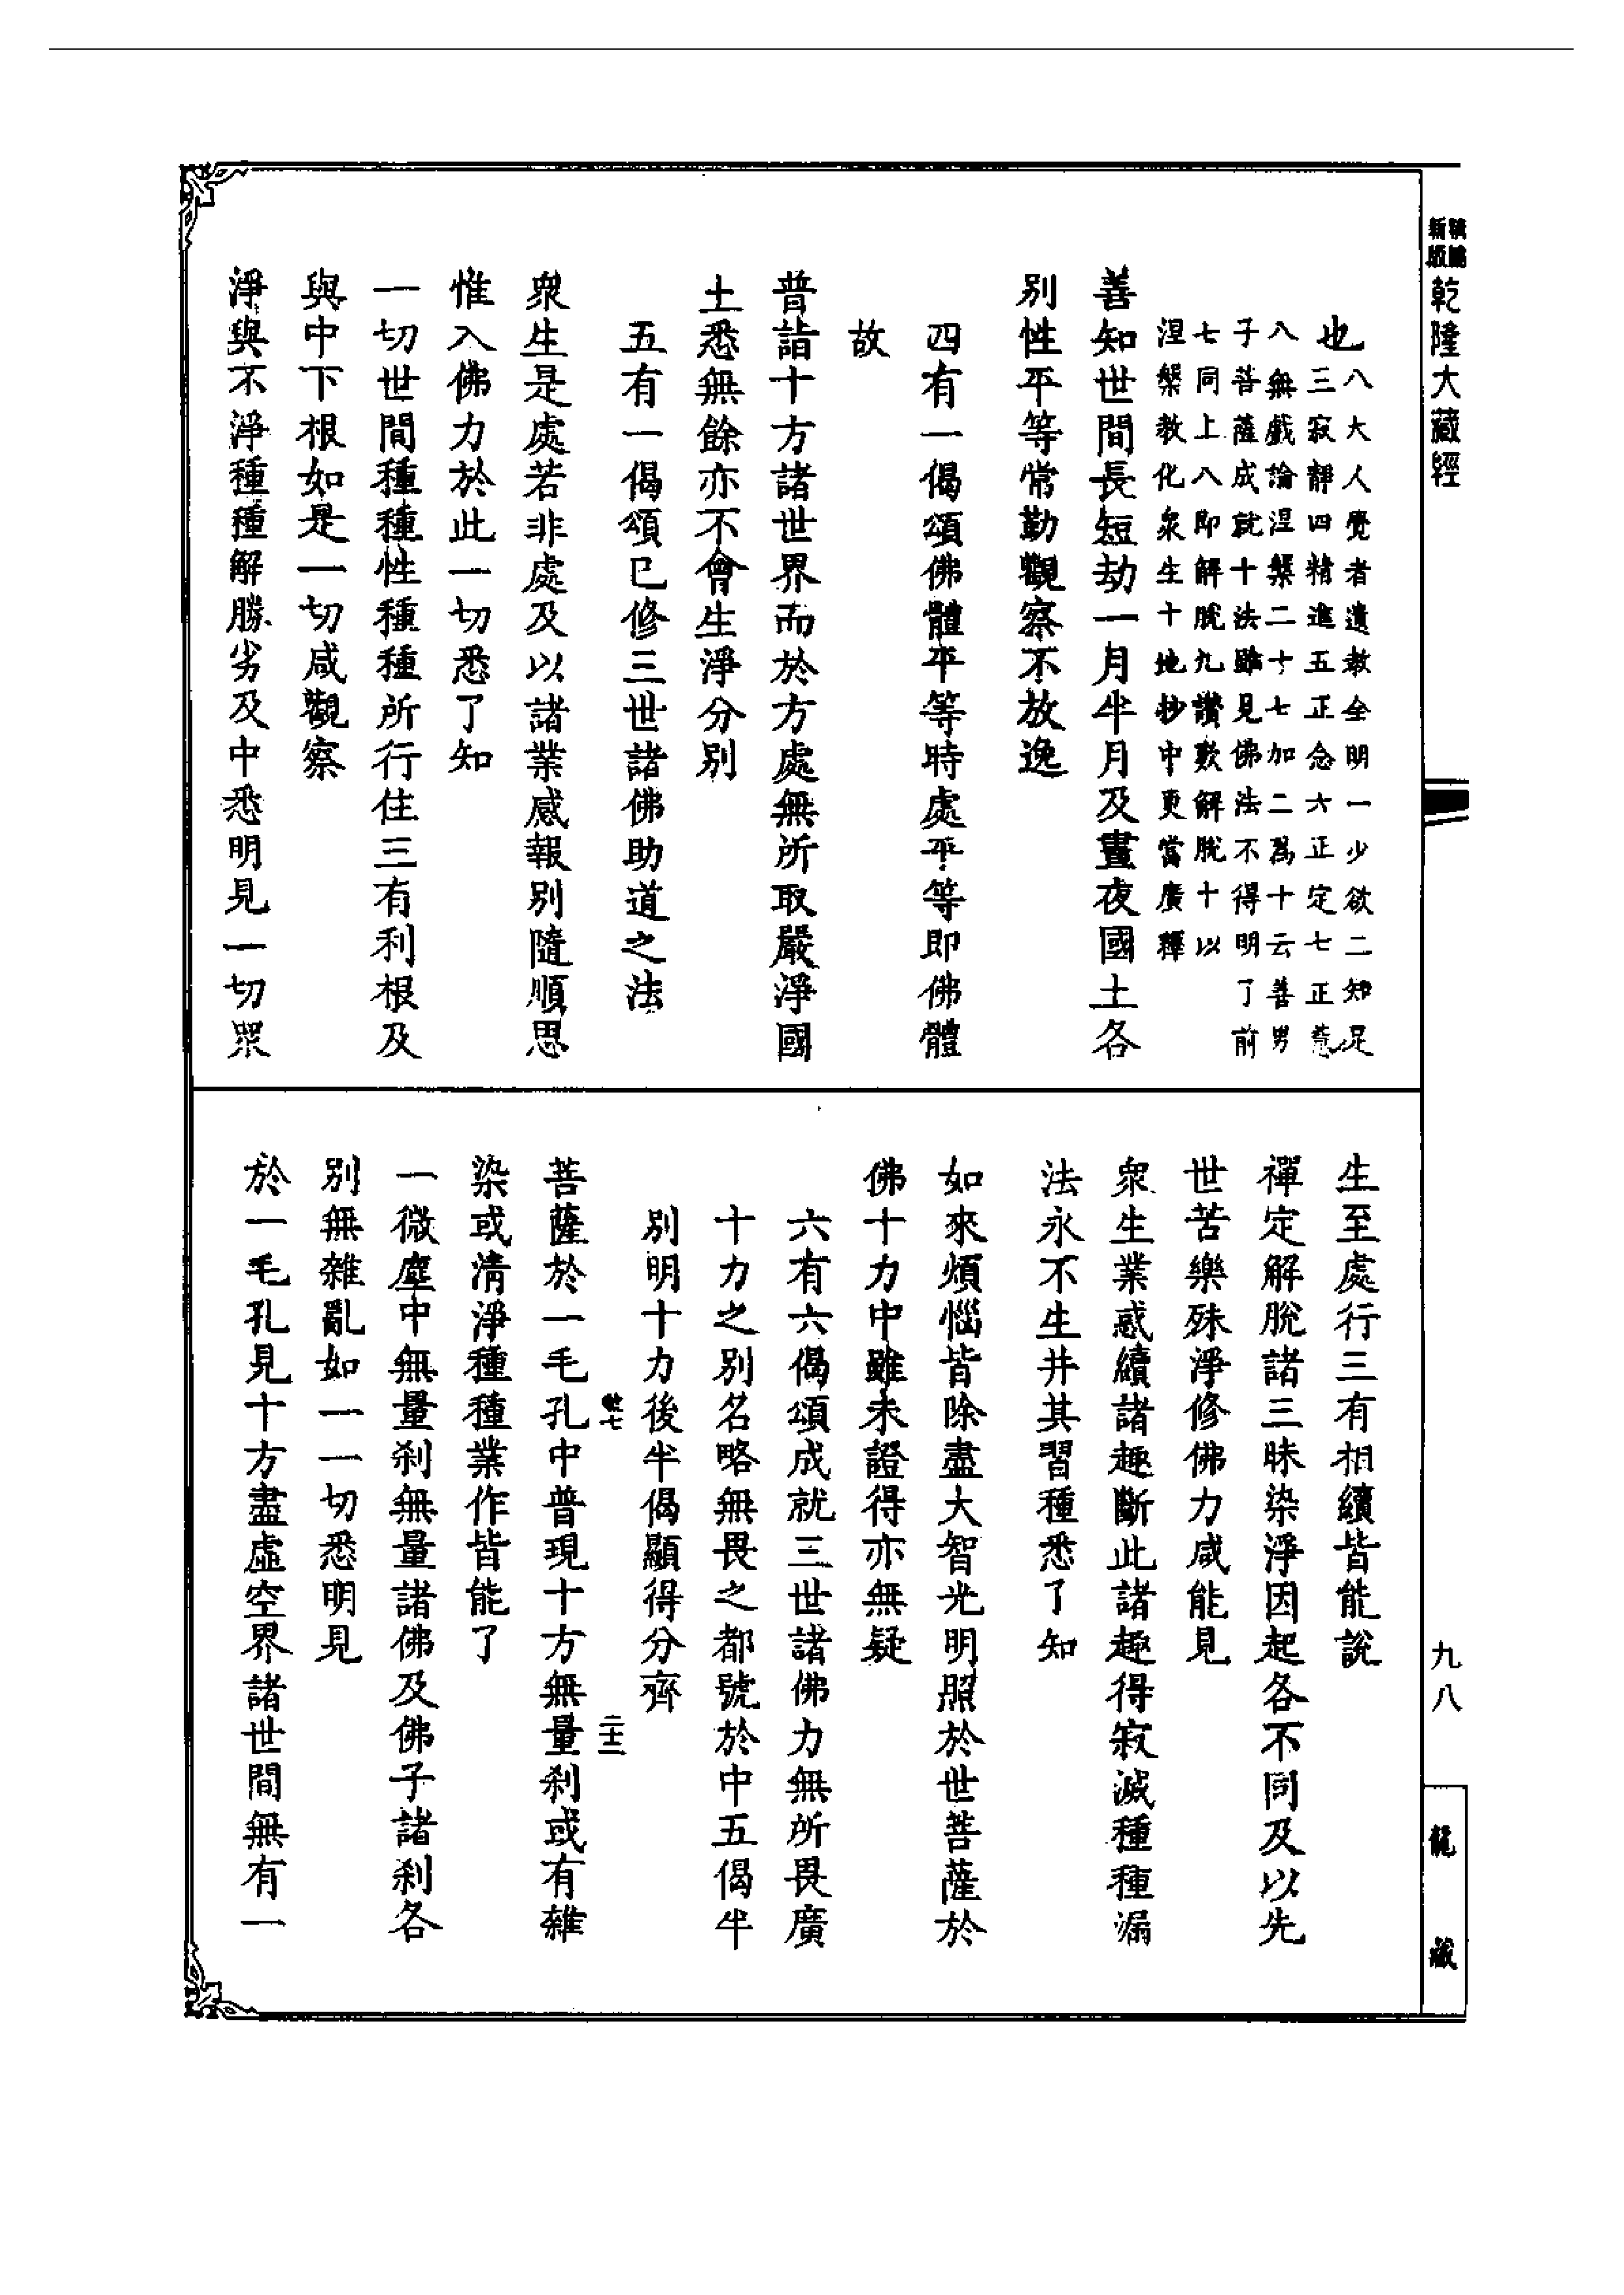 新版
乾隆大藏經
也
八大人覺者遺教全明一少欲二知足
三寂靜四精進五正念六正定七正慧
八無戲論涅槃二十七加二為十云善男
子菩薩成就十法雖見佛法不得明了前
七同上八即解脫九讚歎解脫十以
涅槃教化眾生十地抄中更當廣釋
善知世間長短劫一月半月及晝夜國土各
別性平等常勤觀察不放逸
四有一偈頌佛體平等時處平等即佛體
故
普詣十方諸世界而於方處無所取嚴淨國
土悉無餘亦不會生淨分別
五有一偈頌已修三世諸佛助道之法
眾生是處若非處及以諸業感報別隨順思
惟入佛力於此一切悉了知
一切世間種種性種種所行住三有利根及
與中下根如是一切咸觀察
淨與不淨種種解勝劣及中悉明見一切眾
生至處行三有相續皆能說
禪定解脫諸三昧染淨因起各不同及以先
世苦樂殊淨修佛力咸能見
眾生業惑續諸趣斷此諸趣得寂滅種種漏
法永不生并其習種悉了知
如來煩惱皆除盡大智光明照於世菩薩於
佛十力中雖未證得亦無疑
六有六偈頌成就三世諸佛力無所畏廣
十力之別名略無畏之都號於中五偈半
別明十力後半偈顯得分齊
菩薩於一毛孔中普現十方無量剎或有雜
染或清淨種種業作皆能了
一微塵中無量剎無量諸佛及佛子諸剎各
別無雜亂如一一切悉明見
於一毛孔見十方盡虛空界諸世間無有一
九八
龍藏